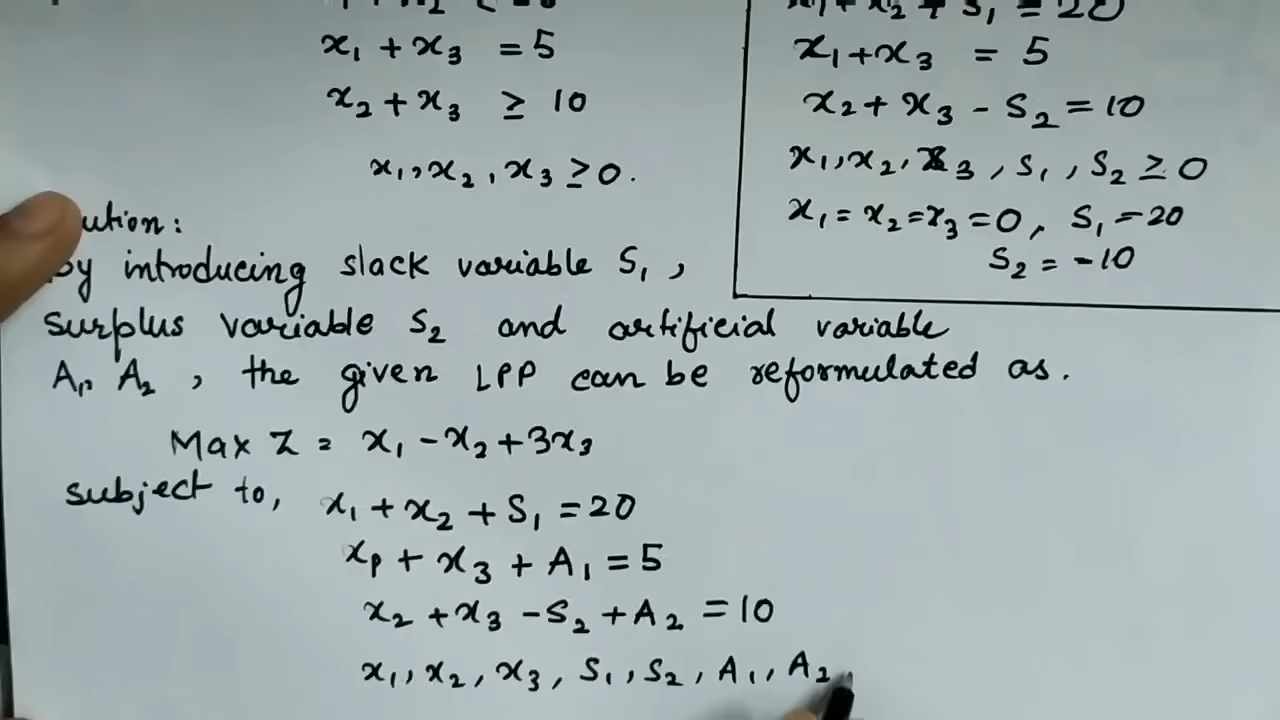 x₁ + x₃ = 5
x₂ + x₃ ≥ 10
x₁, x₂, x₃ ≥ 0.
x₁ + x₂ + S₁ = 20
x₁ + x₃ = 5
x₂ + x₃ - S₂ = 10
x₁, x₂, x₃, S₁, S₂ ≥ 0
x₁ = x₂ = x₃ = 0, S₁ = 20
S₂ = -10
ution:
By introducing slack variable S₁,
surplus variable S₂ and artificial variable
A₁, A₂, the given LPP can be reformulated as.
Max Z = x₁ - x₂ + 3x₃
subject to, x₁ + x₂ + S₁ = 20
x₁ + x₃ + A₁ = 5
x₂ + x₃ - S₂ + A₂ = 10
x₁, x₂, x₃, S₁, S₂, A₁, A₂